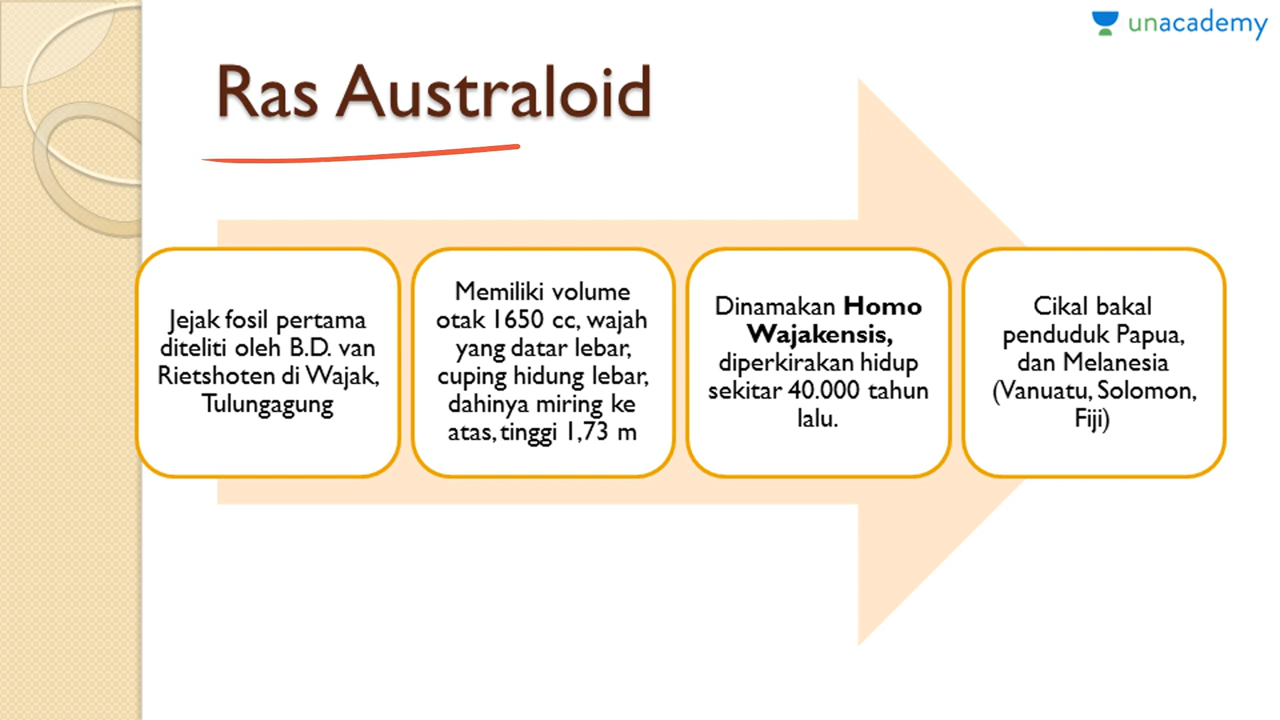 unacademy
Ras Australoid
Jejak fosil pertama
diteliti oleh B.D. van
Rietshoten di Wajak,
Tulungagung
Memiliki volume
otak 1650 cc, wajah
yang datar lebar,
cuping hidung lebar,
dahinya miring ke
atas, tinggi 1,73 m
Dinamakan Homo
Wajakensis,
diperkirakan hidup
sekitar 40.000 tahun
lalu.
Cikal bakal
penduduk Papua,
dan Melanesia
(Vanuatu, Solomon,
Fiji)